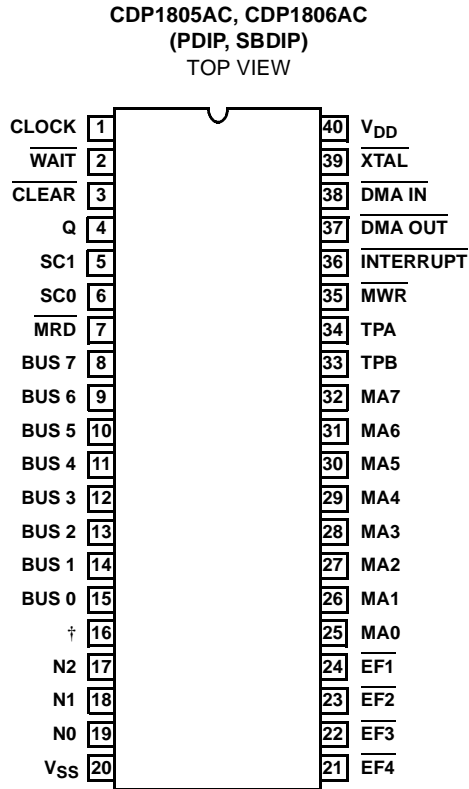 CDP1805AC, CDP1806AC
(PDIP, SBDIP)
TOP VIEW
CLOCK 1 40 VDD
WAIT 2 39 XTAL
CLEAR 3 38 DMA IN
Q 4 37 DMA OUT
SC1 5 36 INTERRUPT
SC0 6 35 MWR
MRD 7 34 TPA
BUS 7 8 33 TPB
BUS 6 9 32 MA7
BUS 5 10 31 MA6
BUS 4 11 30 MA5
BUS 3 12 29 MA4
BUS 2 13 28 MA3
BUS 1 14 27 MA2
BUS 0 15 26 MA1
† 16 25 MA0
N2 17 24 EF1
N1 18 23 EF2
N0 19 22 EF3
VSS 20 21 EF4